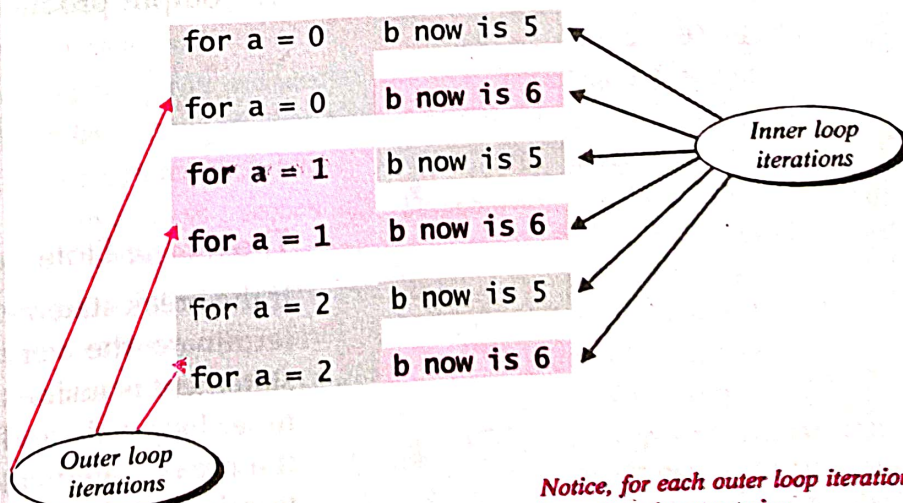 for a = 0 b now is 5
for a = 0 b now is 6
for a = 1 b now is 5
for a = 1 b now is 6
for a = 2 b now is 5
for a = 2 b now is 6
Inner loop
iterations
Outer loop
iterations
Notice, for each outer loop iteration